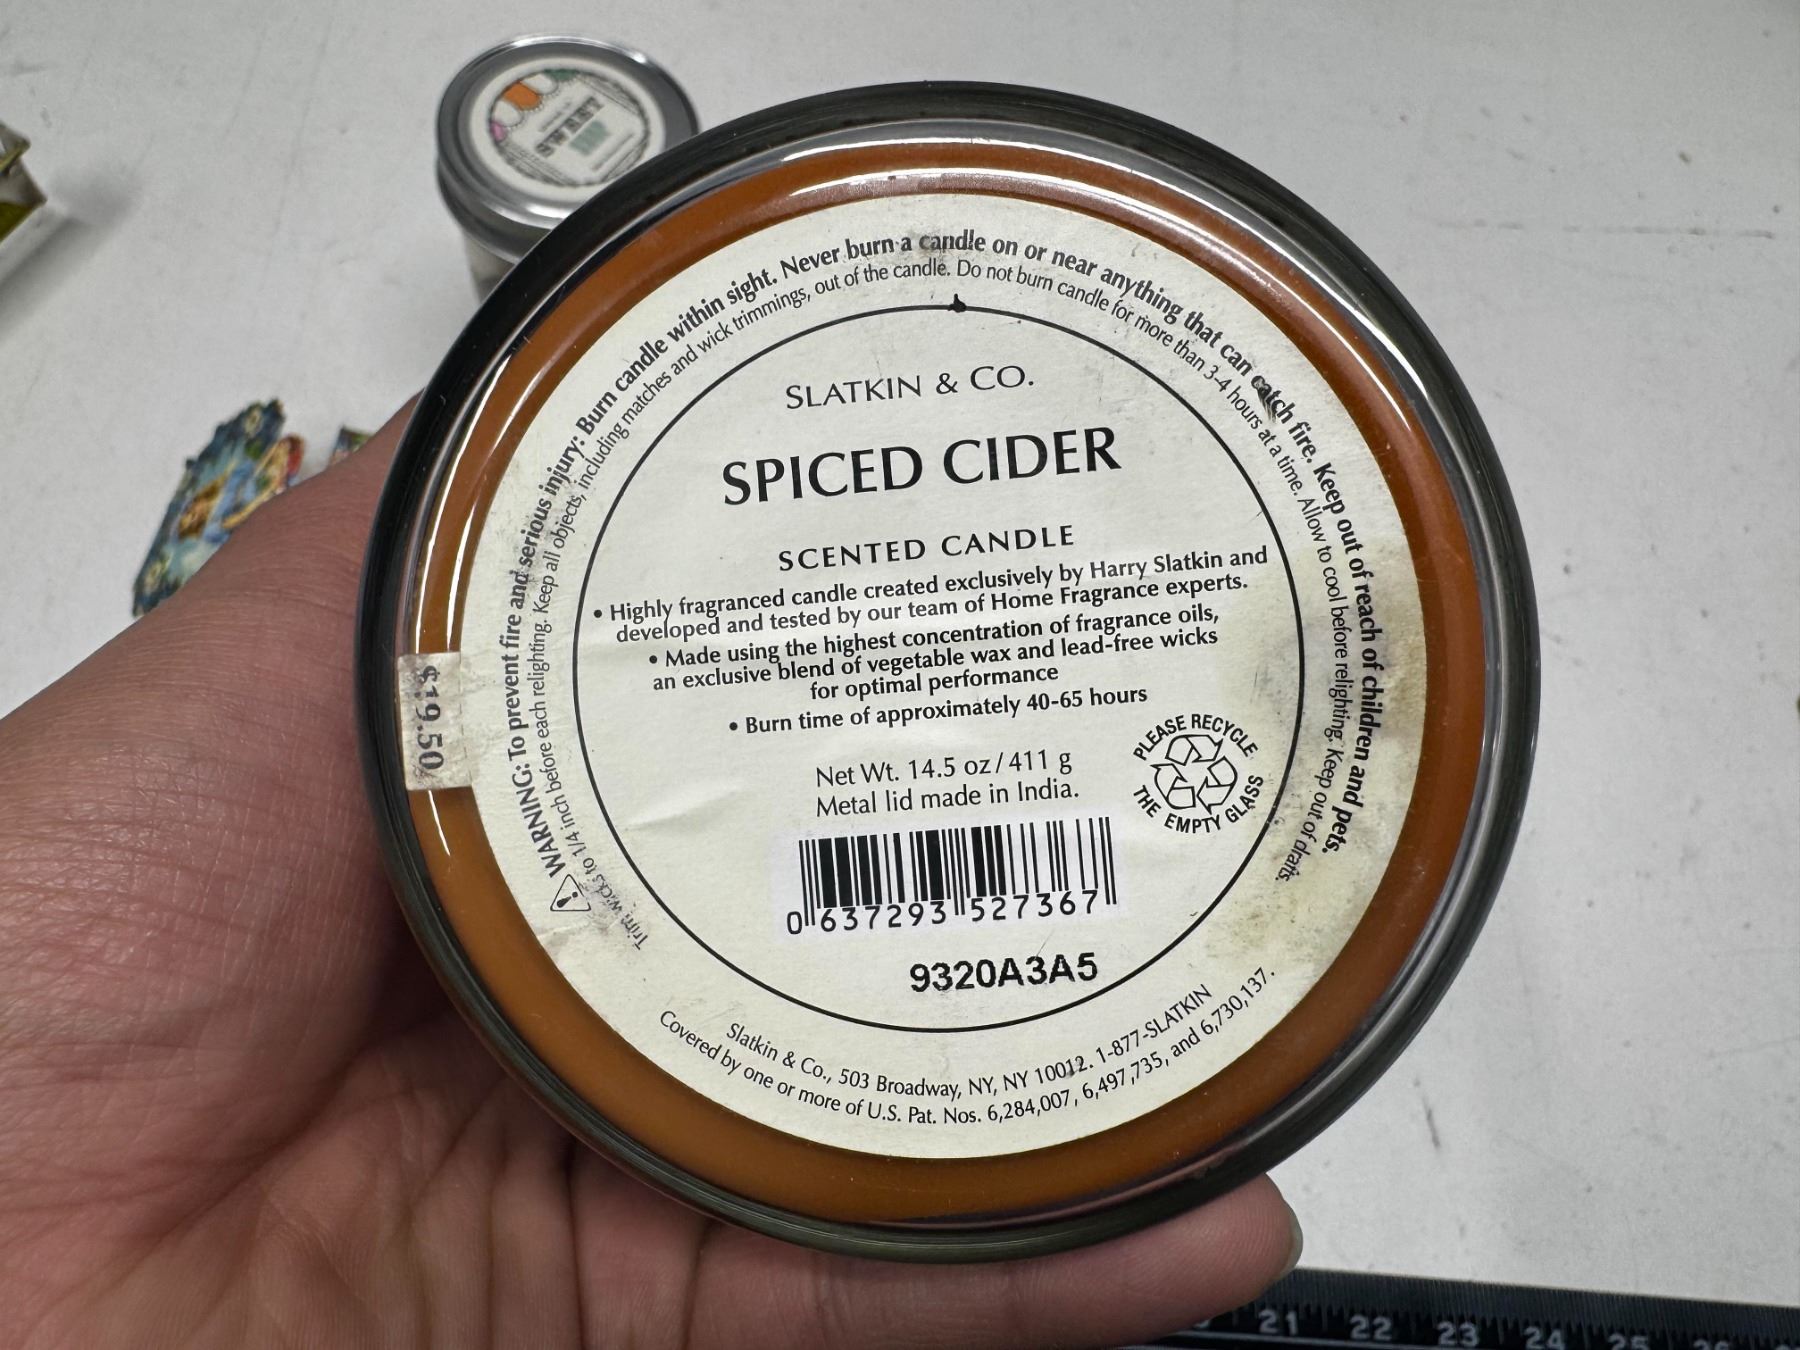 SWEET
SLATKIN & CO.
SPICED CIDER
SCENTED CANDLE
• Highly fragranced candle created exclusively by Harry Slatkin and
developed and tested by our team of Home Fragrance experts.
• Made using the highest concentration of fragrance oils,
an exclusive blend of vegetable wax and lead-free wicks
for optimal performance
• Burn time of approximately 40-65 hours
Net Wt. 14.5 oz/411 g
Metal lid made in India.
PLEASE RECYCLE
THE EMPTY GLASS
0 637293 527367
9320A3A5
WARNING: To prevent fire and serious injury: Burn candle within sight. Never burn a candle on or near anything that can catch fire. Keep out of reach of children and pets.
Trim wicks to 1/4 inch before each relighting. Keep all objects, including matches and wick trimmings, out of the candle. Do not burn candle for more than 3-4 hours at a time. Allow to cool before relighting. Keep out of drafts.
Slatkin & Co., 503 Broadway, NY, NY 10012. 1-877-SLATKIN
Covered by one or more of U.S. Pat. Nos. 6,284,007, 6,497,735, and 6,730,137.
$19.50
21 22 23 24 25 26